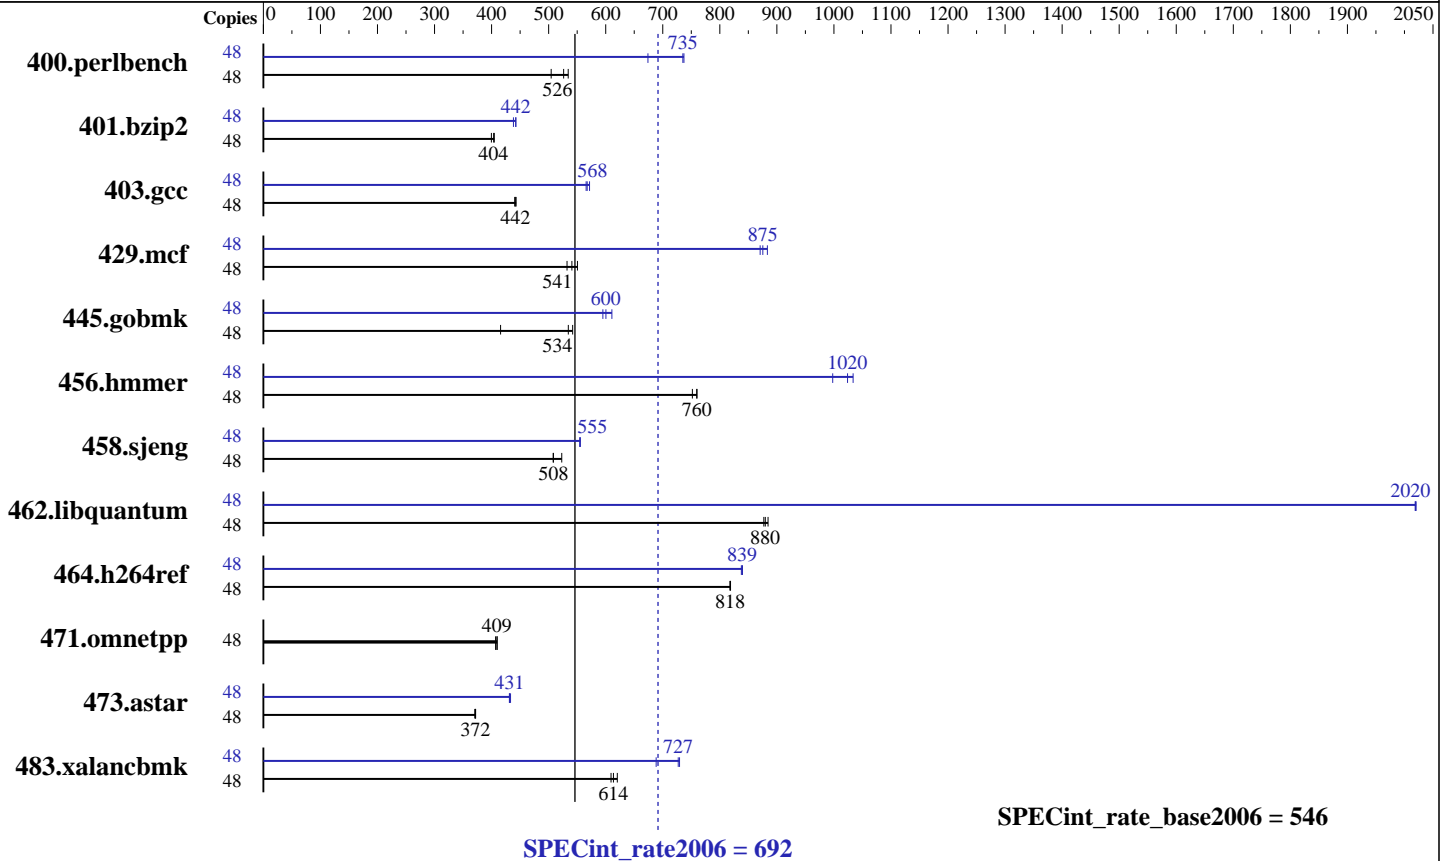 Copies 0 100 200 300 400 500 600 700 800 900 1000 1100 1200 1300 1400 1500 1600 1700 1800 1900 2050
400.perlbench 48 735
48 526
401.bzip2 48 442
48 404
403.gcc 48 568
48 442
429.mcf 48 875
48 541
445.gobmk 48 600
48 534
456.hmmer 48 1020
48 760
458.sjeng 48 555
48 508
462.libquantum 48 2020
48 880
464.h264ref 48 839
48 818
471.omnetpp 48 409
473.astar 48 431
48 372
483.xalancbmk 48 727
48 614
SPECint_rate_base2006 = 546
SPECint_rate2006 = 692